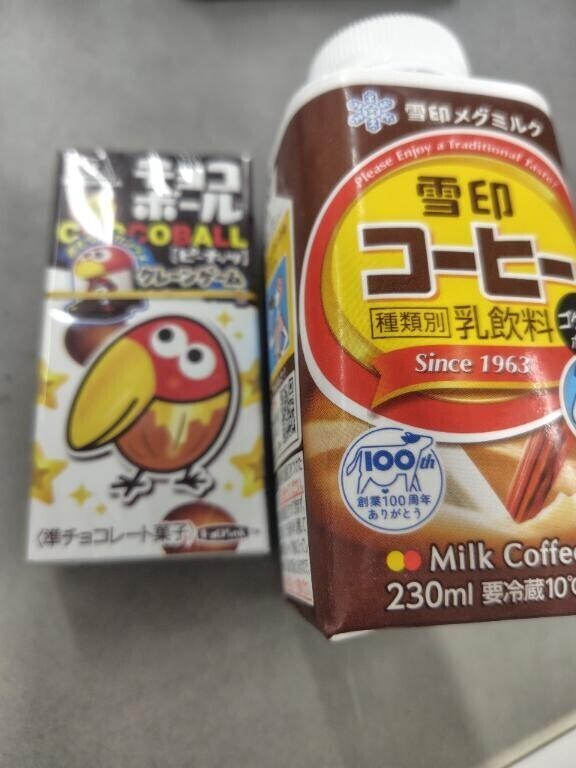 チョコ
ボール
CHOCOBALL
[ピーナッツ]
クレーンゲーム
〈準チョコレート菓子〉
雪印メグミルク
Please Enjoy a Traditional Taste!
雪印
コーヒー
種類別 乳飲料
Since 1963
100th
創業100周年
ありがとう
Milk Coffee
230ml 要冷蔵10℃